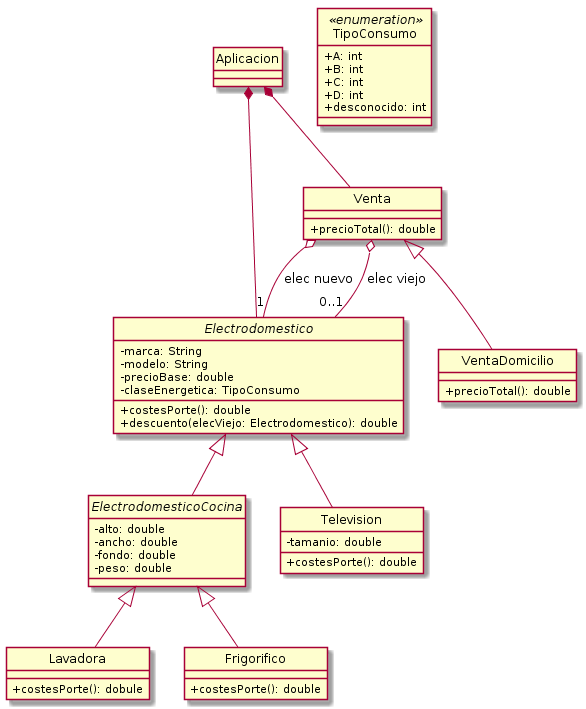 «enumeration»
TipoConsumo
+A: int
+B: int
+C: int
+D: int
+desconocido: int
Aplicacion
Venta
+precioTotal(): double
elec nuevo
elec viejo
1
0..1
Electrodomestico
-marca: String
-modelo: String
-precioBase: double
-claseEnergetica: TipoConsumo
+costesPorte(): double
+descuento(elecViejo: Electrodomestico): double
VentaDomicilio
+precioTotal(): double
ElectrodomesticoCocina
-alto: double
-ancho: double
-fondo: double
-peso: double
Television
-tamanio: double
+costesPorte(): double
Lavadora
+costesPorte(): dobule
Frigorifico
+costesPorte(): double